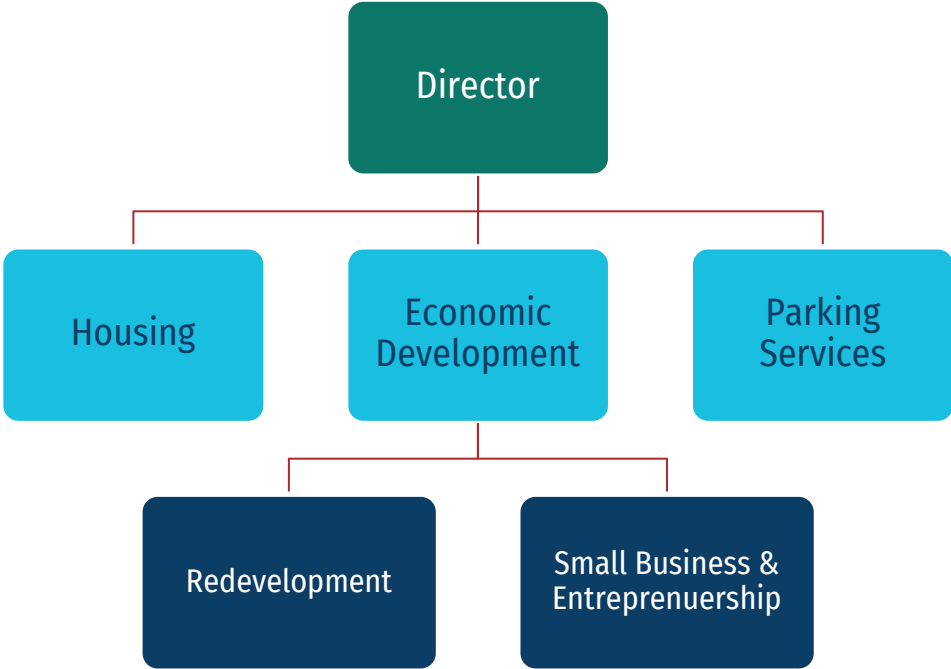 Director
Housing
Economic
Development
Parking
Services
Redevelopment
Small Business &
Entreprenuership